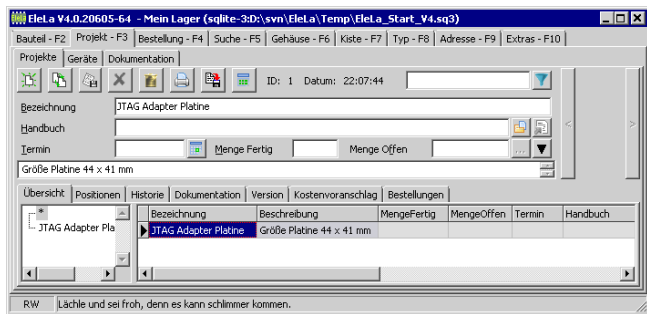 EleLa V4.0.20605-64 - Mein Lager (sqlite-3:D:\svn\EleLa\Temp\EleLa_Start_V4.sq3)
Bauteil - F2 Projekt - F3 Bestellung - F4 Suche - F5 Gehäuse - F6 Kiste - F7 Typ - F8 Adresse - F9 Extras - F10
Projekte Geräte Dokumentation
ID: 1 Datum: 22:07:44
Bezeichnung JTAG Adapter Platine
Handbuch
Termin Menge Fertig Menge Offen ...
Größe Platine 44 x 41 mm
< >
Übersicht Positionen Historie Dokumentation Version Kostenvoranschlag Bestellungen
* Bezeichnung Beschreibung MengeFertig MengeOffen Termin Handbuch
JTAG Adapter Pla JTAG Adapter Platine Größe Platine 44 x 41 mm
RW Lächle und sei froh, denn es kann schlimmer kommen.